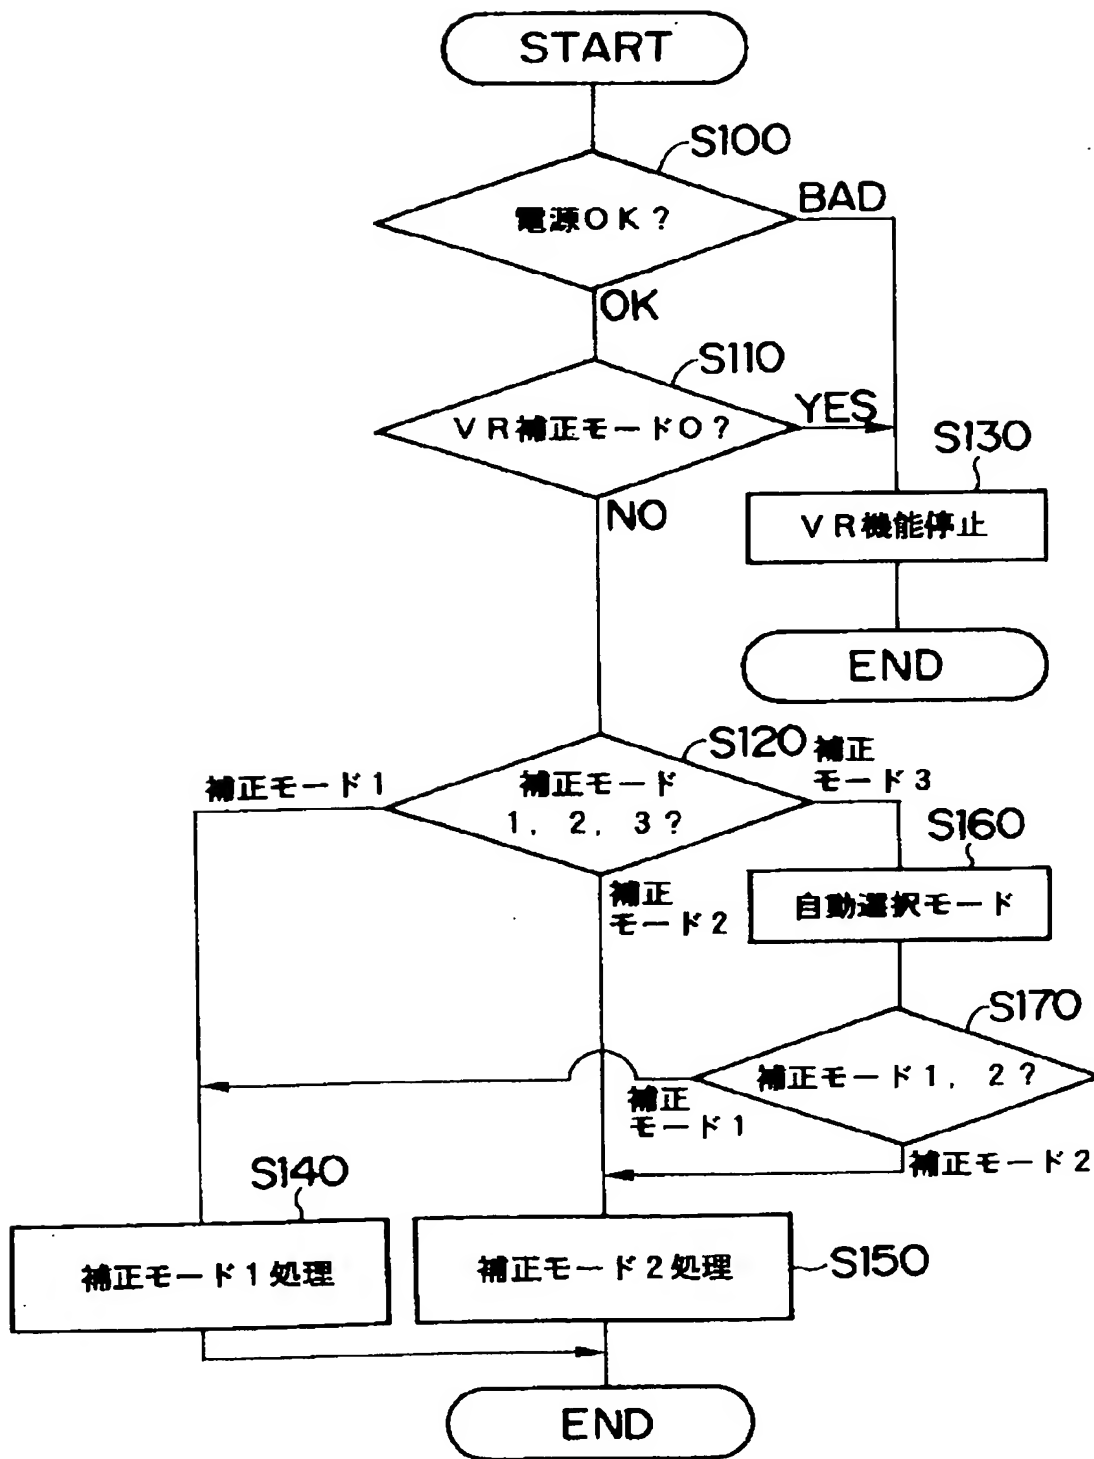 START
S100
電源OK?
BAD
OK
S110
VR補正モード0?
YES
NO
S130
VR機能停止
END
S120
補正モード1
補正モード
1,2,3?
補正
モード3
補正
モード2
S160
自動選択モード
S170
補正モード1,2?
補正
モード1
補正モード2
S140
補正モード1処理
補正モード2処理
S150
END